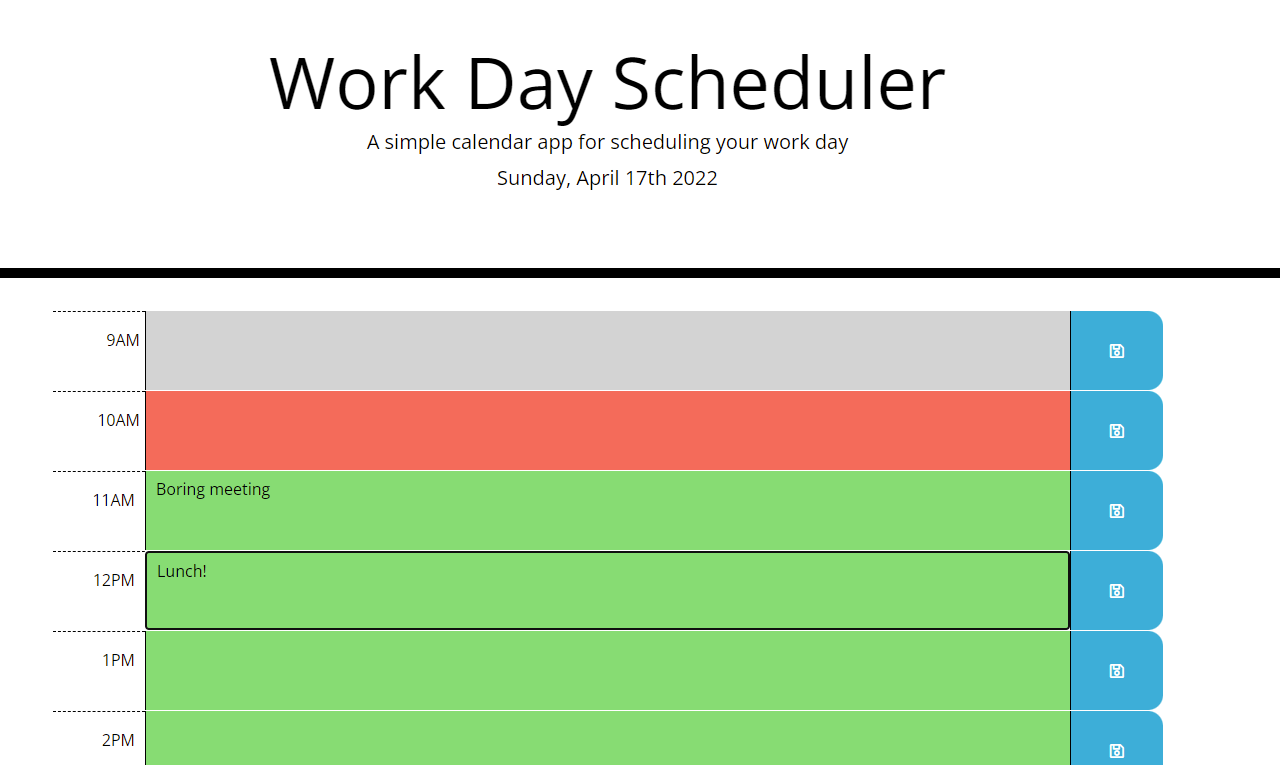 Work Day Scheduler
A simple calendar app for scheduling your work day
Sunday, April 17th 2022
9AM
10AM
11AM
Boring meeting
12PM
Lunch!
1PM
2PM